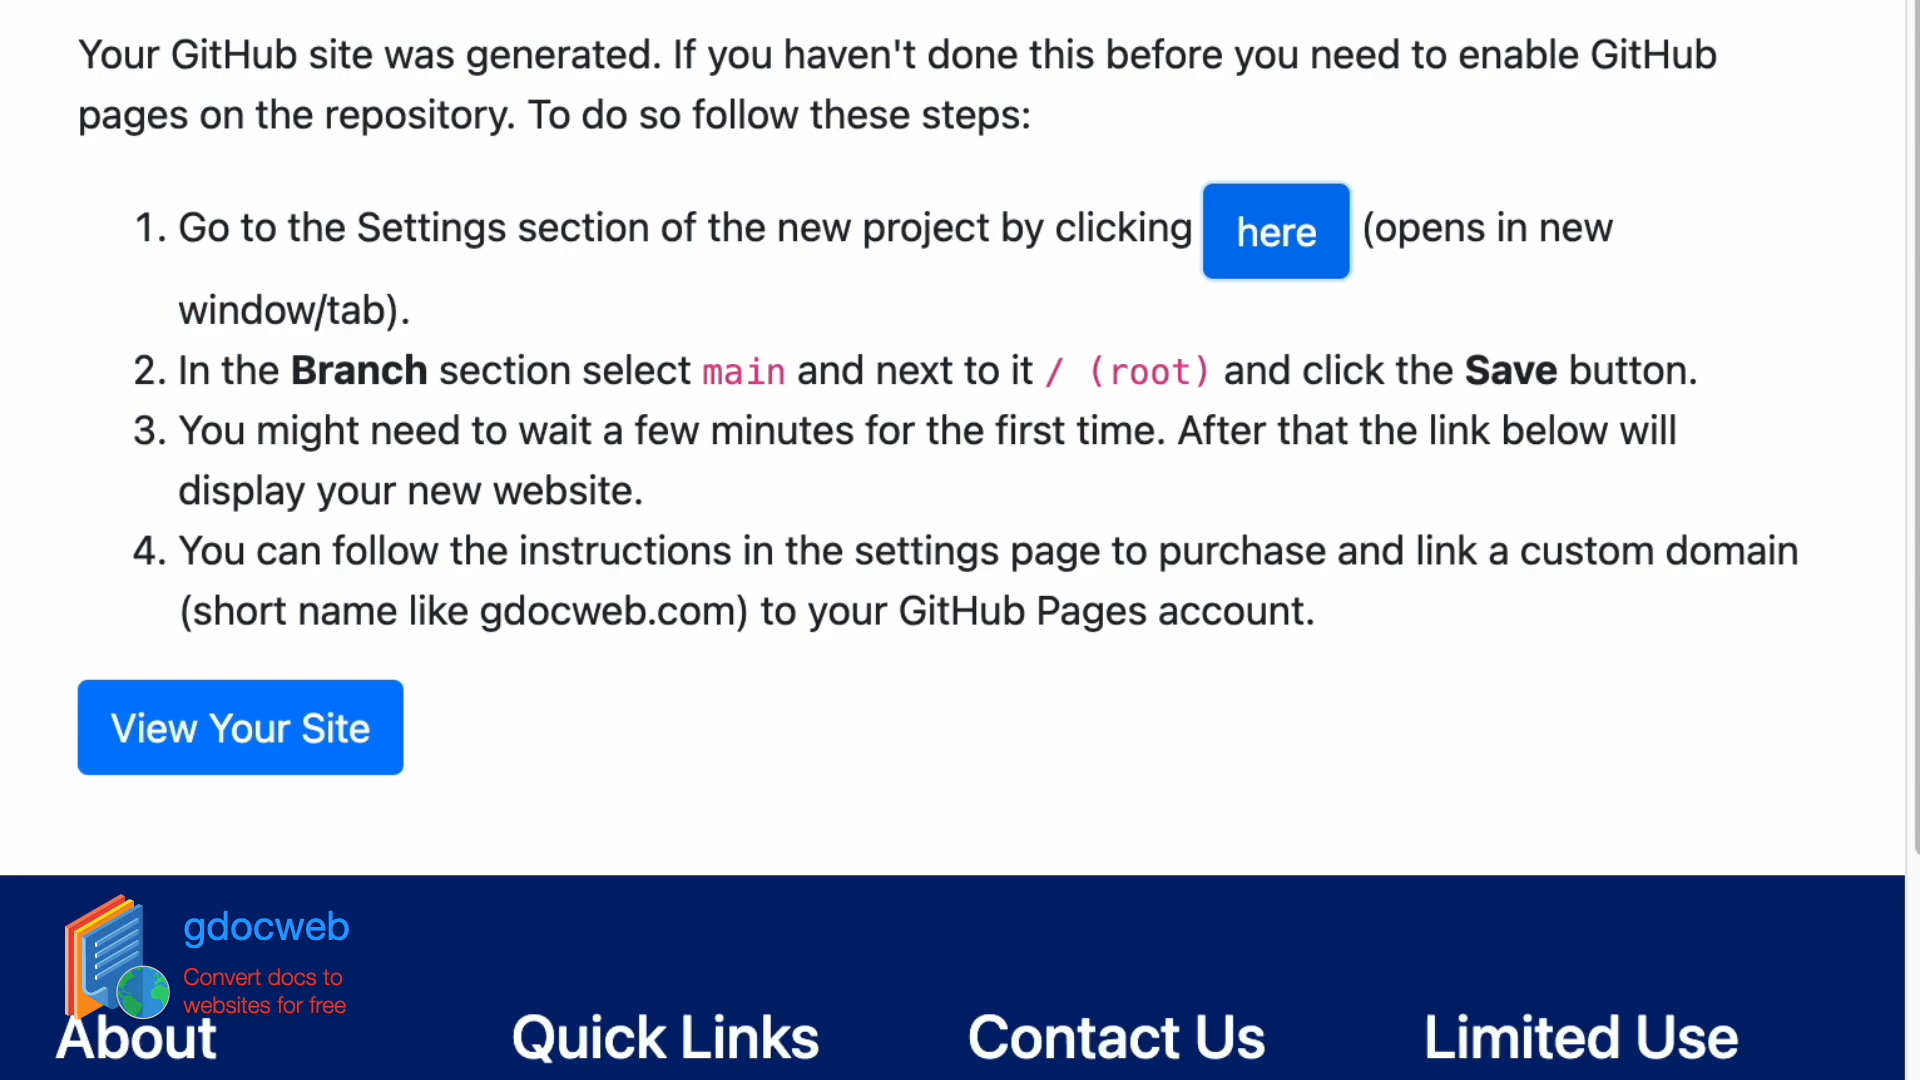 Your GitHub site was generated. If you haven't done this before you need to enable GitHub
pages on the repository. To do so follow these steps:
1. Go to the Settings section of the new project by clicking here (opens in new
window/tab).
2. In the Branch section select main and next to it / (root) and click the Save button.
3. You might need to wait a few minutes for the first time. After that the link below will
display your new website.
4. You can follow the instructions in the settings page to purchase and link a custom domain
(short name like gdocweb.com) to your GitHub Pages account.
View Your Site
gdocweb
Convert docs to
websites for free
About Quick Links Contact Us Limited Use